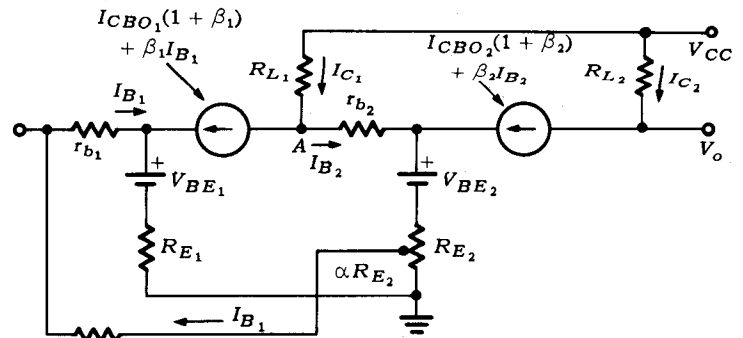 I_{CBO_1}(1 + β_1)
+ β_1 I_{B_1}
I_{CBO_2}(1 + β_2)
+ β_2 I_{B_2}
V_{CC}
R_{L_1}
I_{C_1}
R_{L_2}
I_{C_2}
I_{B_1}
r_{b_2}
r_{b_1}
A
I_{B_2}
V_o
+
V_{BE_1}
+
V_{BE_2}
R_{E_1}
R_{E_2}
αR_{E_2}
I_{B_1}